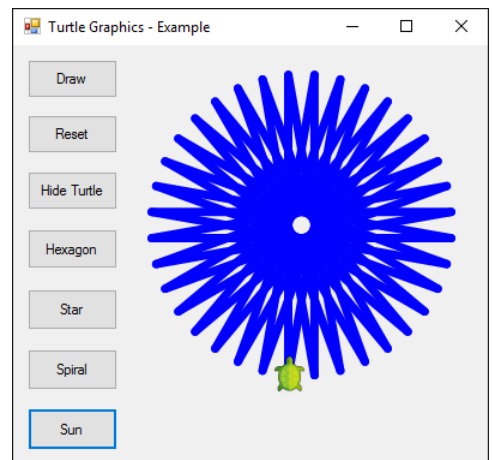 Turtle Graphics - Example
Draw
Reset
Hide Turtle
Hexagon
Star
Spiral
Sun